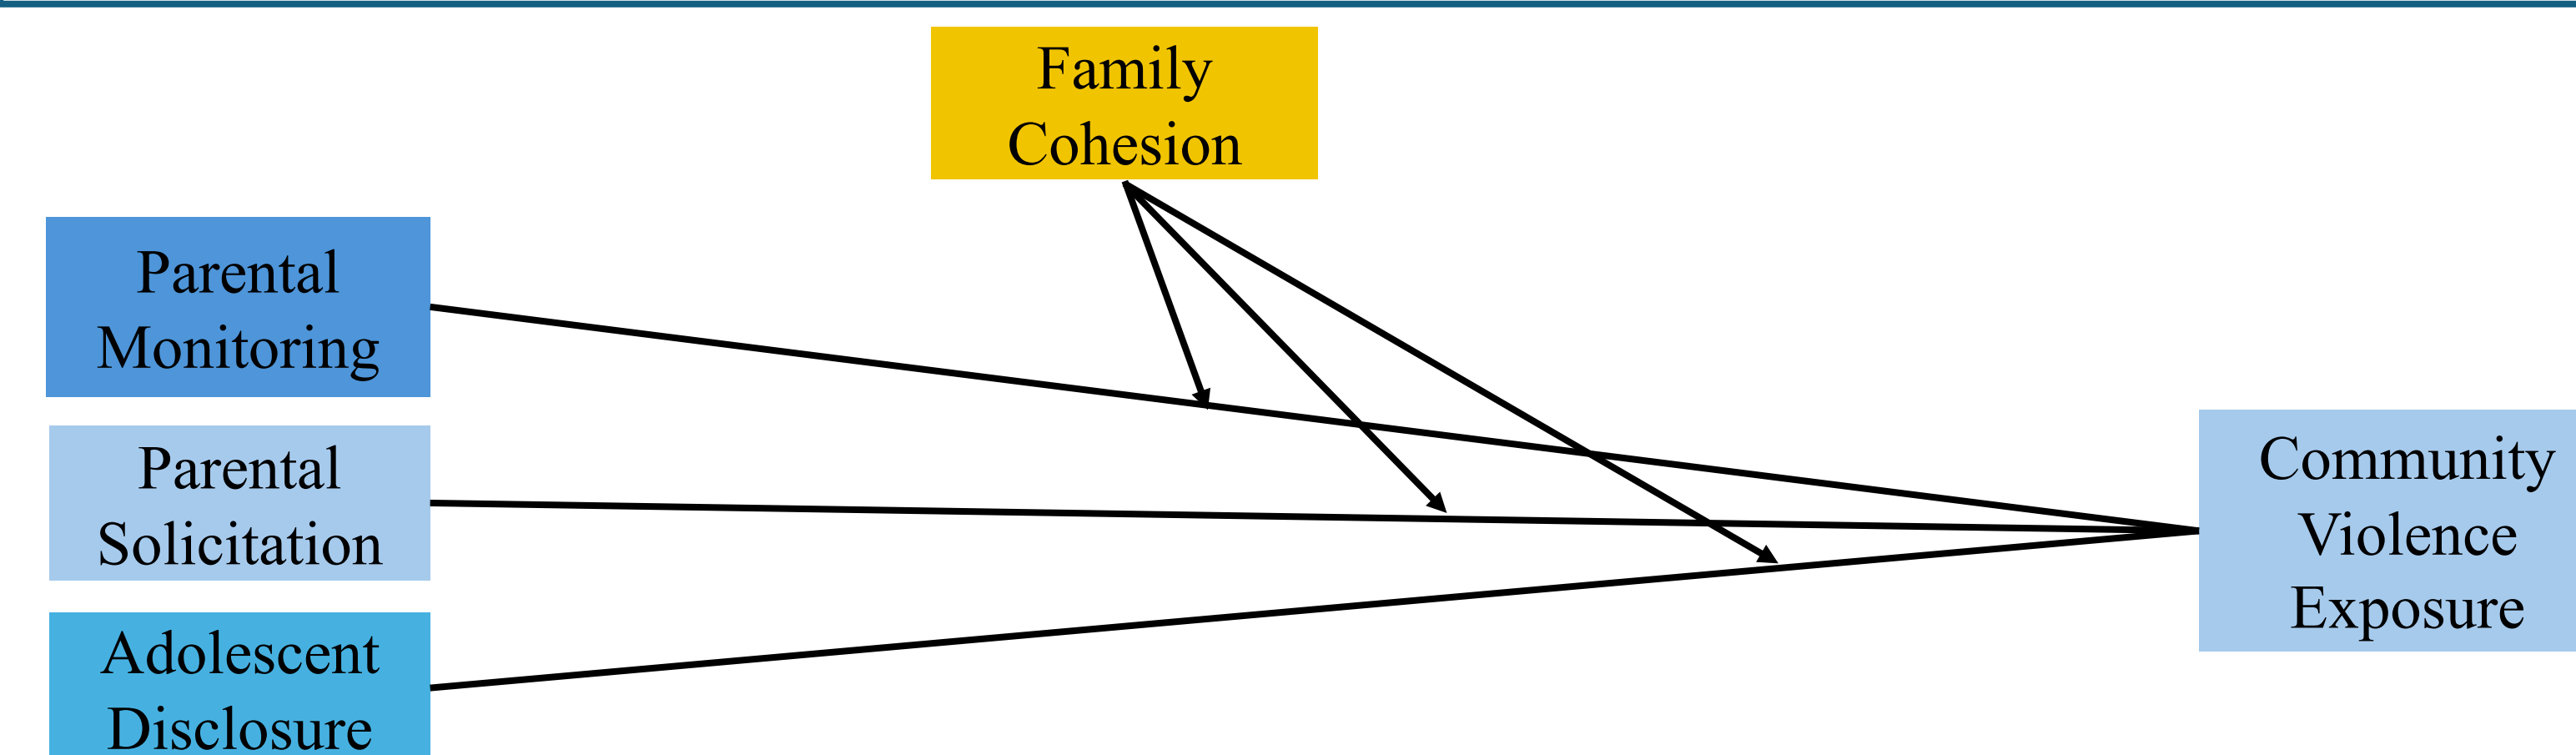 Family
Cohesion
Parental
Monitoring
Parental
Solicitation
Adolescent
Disclosure
Community
Violence
Exposure